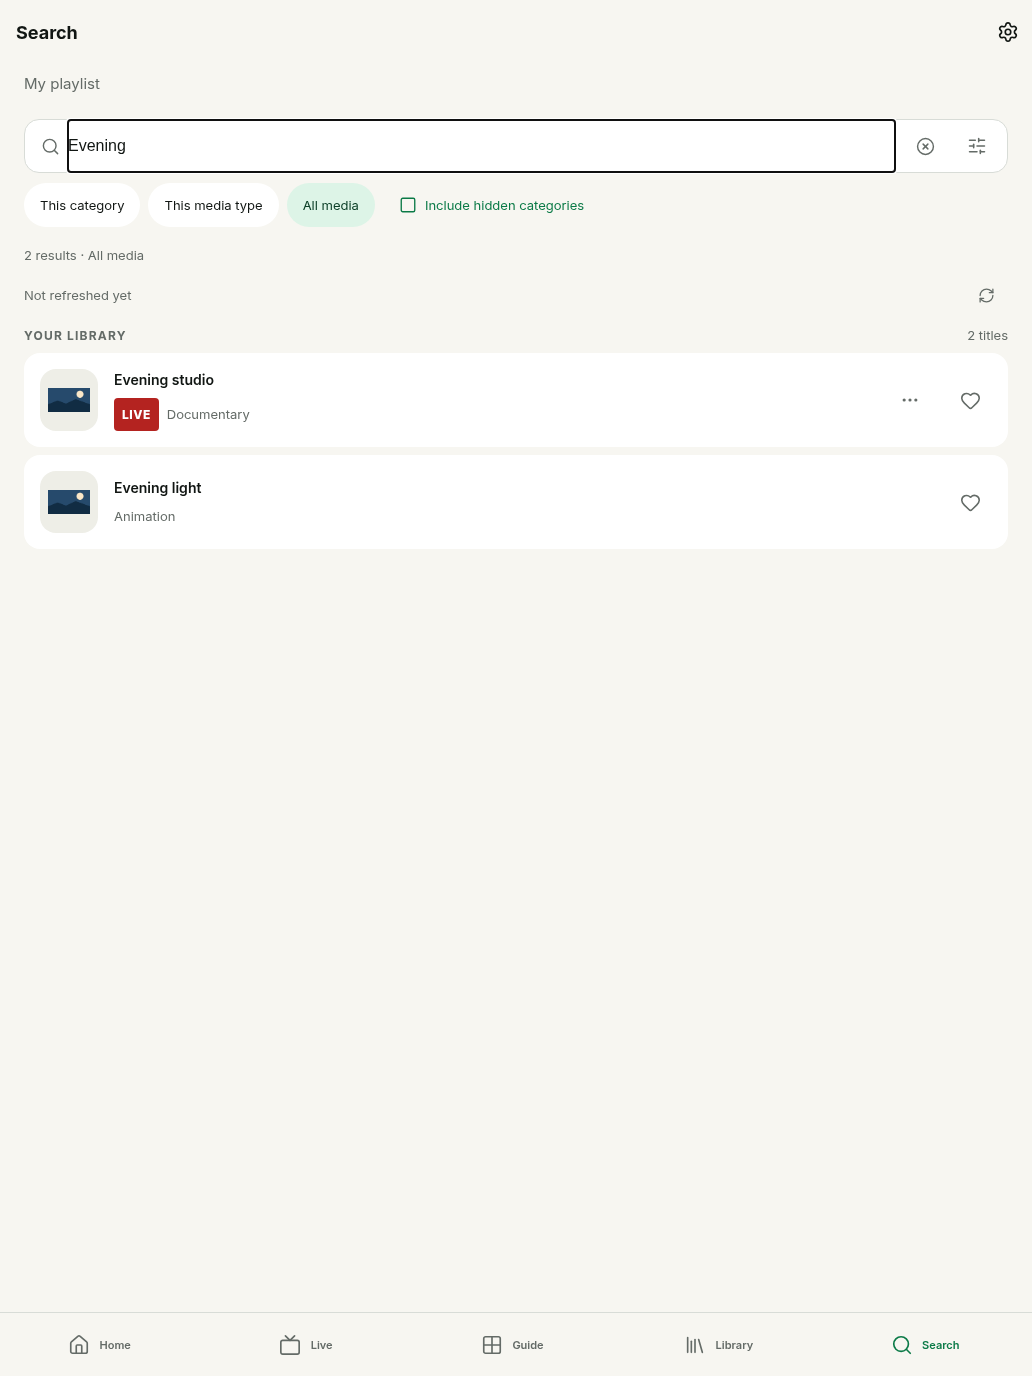 Search
My playlist
Evening
This category
This media type
All media
Include hidden categories
2 results · All media
Not refreshed yet
YOUR LIBRARY
2 titles
Evening studio
LIVE
Documentary
Evening light
Animation
Home
Live
Guide
Library
Search